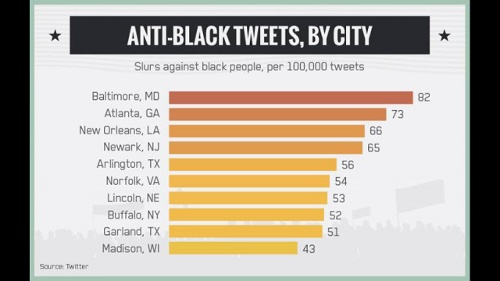 ANTI-BLACK TWEETS, BY CITY
Slurs against black people, per 100,000 tweets
Baltimore, MD 82
Atlanta, GA 73
New Orleans, LA 66
Newark, NJ 65
Arlington, TX 56
Norfolk, VA 54
Lincoln, NE 53
Buffalo, NY 52
Garland, TX 51
Madison, WI 43
Source: Twitter